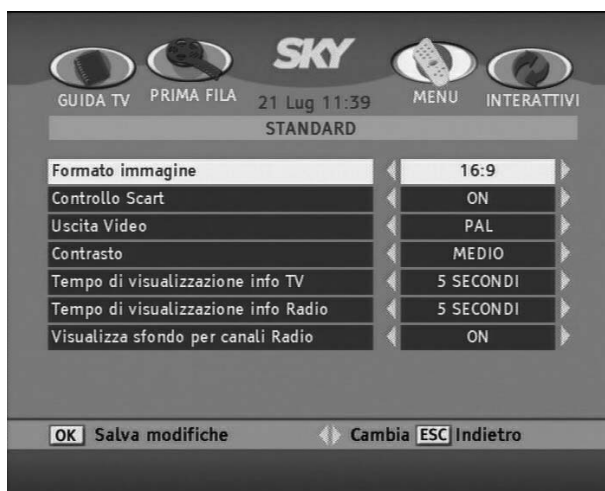 SKY
GUIDA TV PRIMA FILA 21 Lug 11:39 MENU INTERATTIVI
STANDARD
Formato immagine 16:9
Controllo Scart ON
Uscita Video PAL
Contrasto MEDIO
Tempo di visualizzazione info TV 5 SECONDI
Tempo di visualizzazione info Radio 5 SECONDI
Visualizza sfondo per canali Radio ON
OK Salva modifiche Cambia ESC Indietro